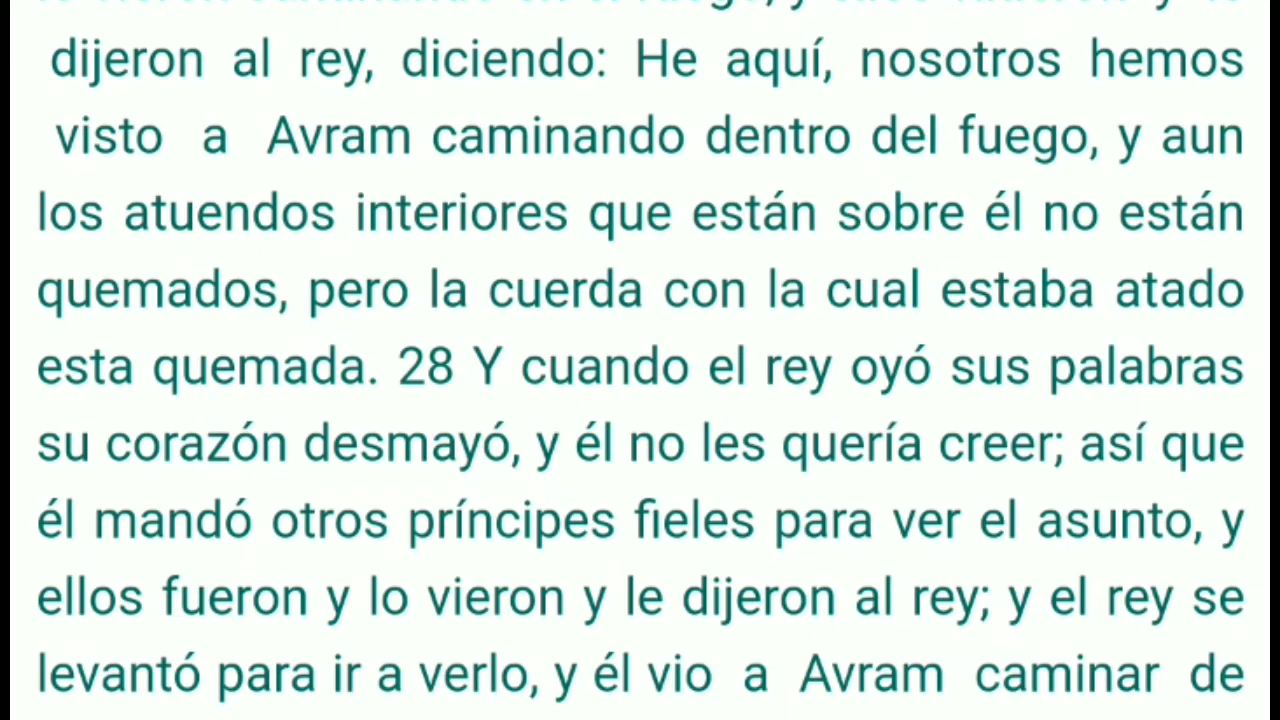 dijeron al rey, diciendo: He aquí, nosotros hemos
visto a Avram caminando dentro del fuego, y aun
los atuendos interiores que están sobre él no están
quemados, pero la cuerda con la cual estaba atado
esta quemada. 28 Y cuando el rey oyó sus palabras
su corazón desmayó, y él no les quería creer; así que
él mandó otros príncipes fieles para ver el asunto, y
ellos fueron y lo vieron y le dijeron al rey; y el rey se
levantó para ir a verlo, y él vio a Avram caminar de